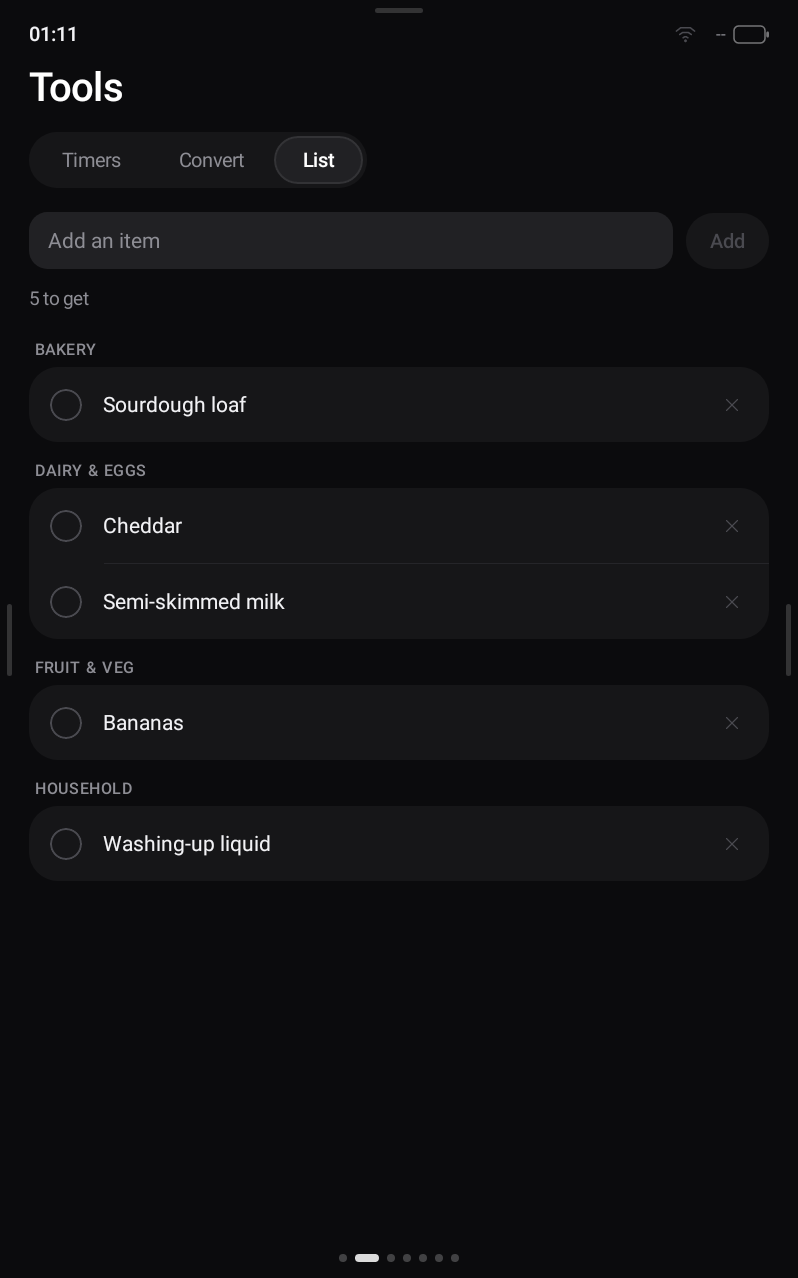 01:11
--
Tools
Timers Convert List
Add an item Add
5 to get
BAKERY
Sourdough loaf
DAIRY & EGGS
Cheddar
Semi-skimmed milk
FRUIT & VEG
Bananas
HOUSEHOLD
Washing-up liquid